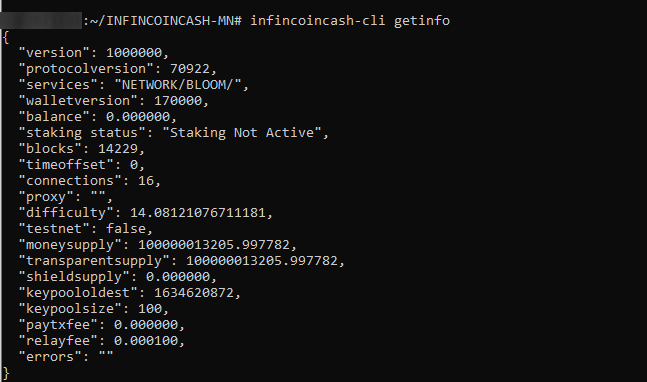 :~/INFINCOINCASH-MN# infincoincash-cli getinfo
{
"version": 1000000,
"protocolversion": 70922,
"services": "NETWORK/BLOOM/",
"walletversion": 170000,
"balance": 0.000000,
"staking status": "Staking Not Active",
"blocks": 14229,
"timeoffset": 0,
"connections": 16,
"proxy": "",
"difficulty": 14.08121076711181,
"testnet": false,
"moneysupply": 100000013205.997782,
"transparentsupply": 100000013205.997782,
"shieldsupply": 0.000000,
"keypoololdest": 1634620872,
"keypoolsize": 100,
"paytxfee": 0.000000,
"relayfee": 0.000100,
"errors": ""
}